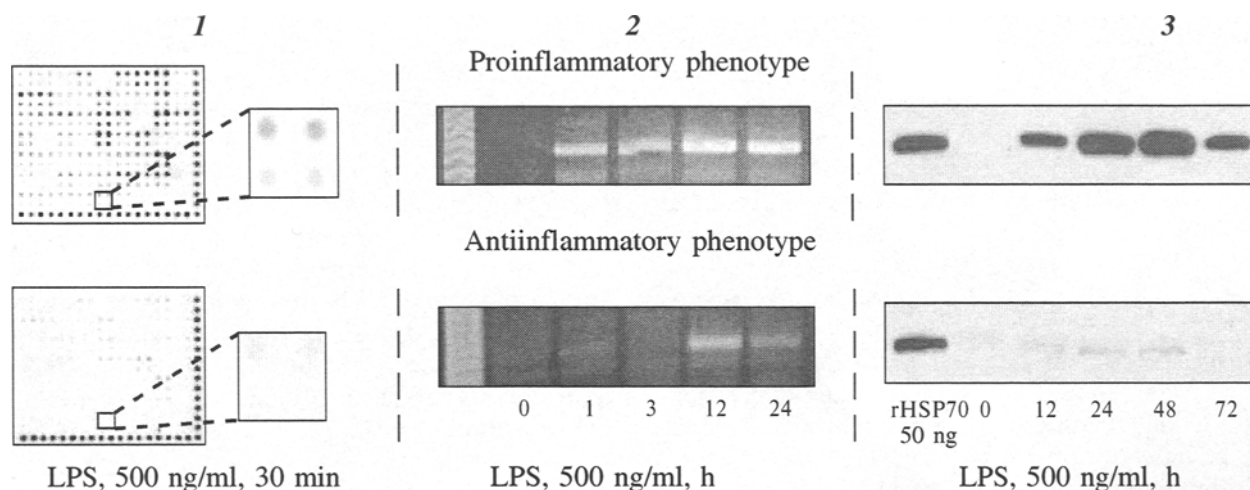 1
2
3
Proinflammatory phenotype
Antiinflammatory phenotype
0 1 3 12 24
rHSP70 0 12 24 48 72
50 ng
LPS, 500 ng/ml, 30 min
LPS, 500 ng/ml, h
LPS, 500 ng/ml, h